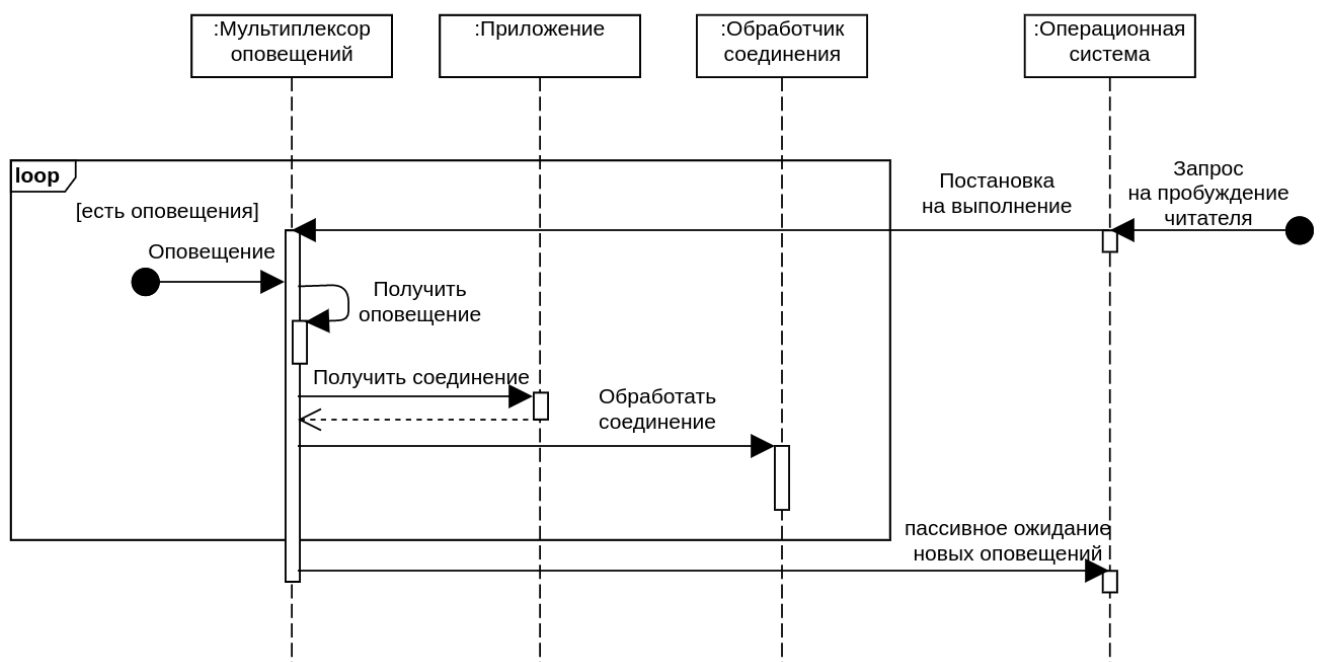 :Мультиплексор
оповещений
:Приложение
:Обработчик
соединения
:Операционная
система
loop
[есть оповещения]
Постановка
на выполнение
Запрос
на пробуждение
читателя
Оповещение
Получить
оповещение
Получить соединение
Обработать
соединение
пассивное ожидание
новых оповещений